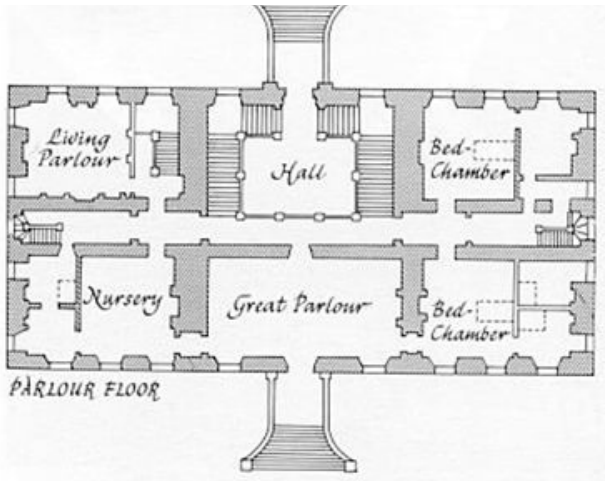 Living
Parlour
Hall
Bed-
Chamber
Nursery
Great Parlour
Bed-
Chamber
PARLOUR FLOOR